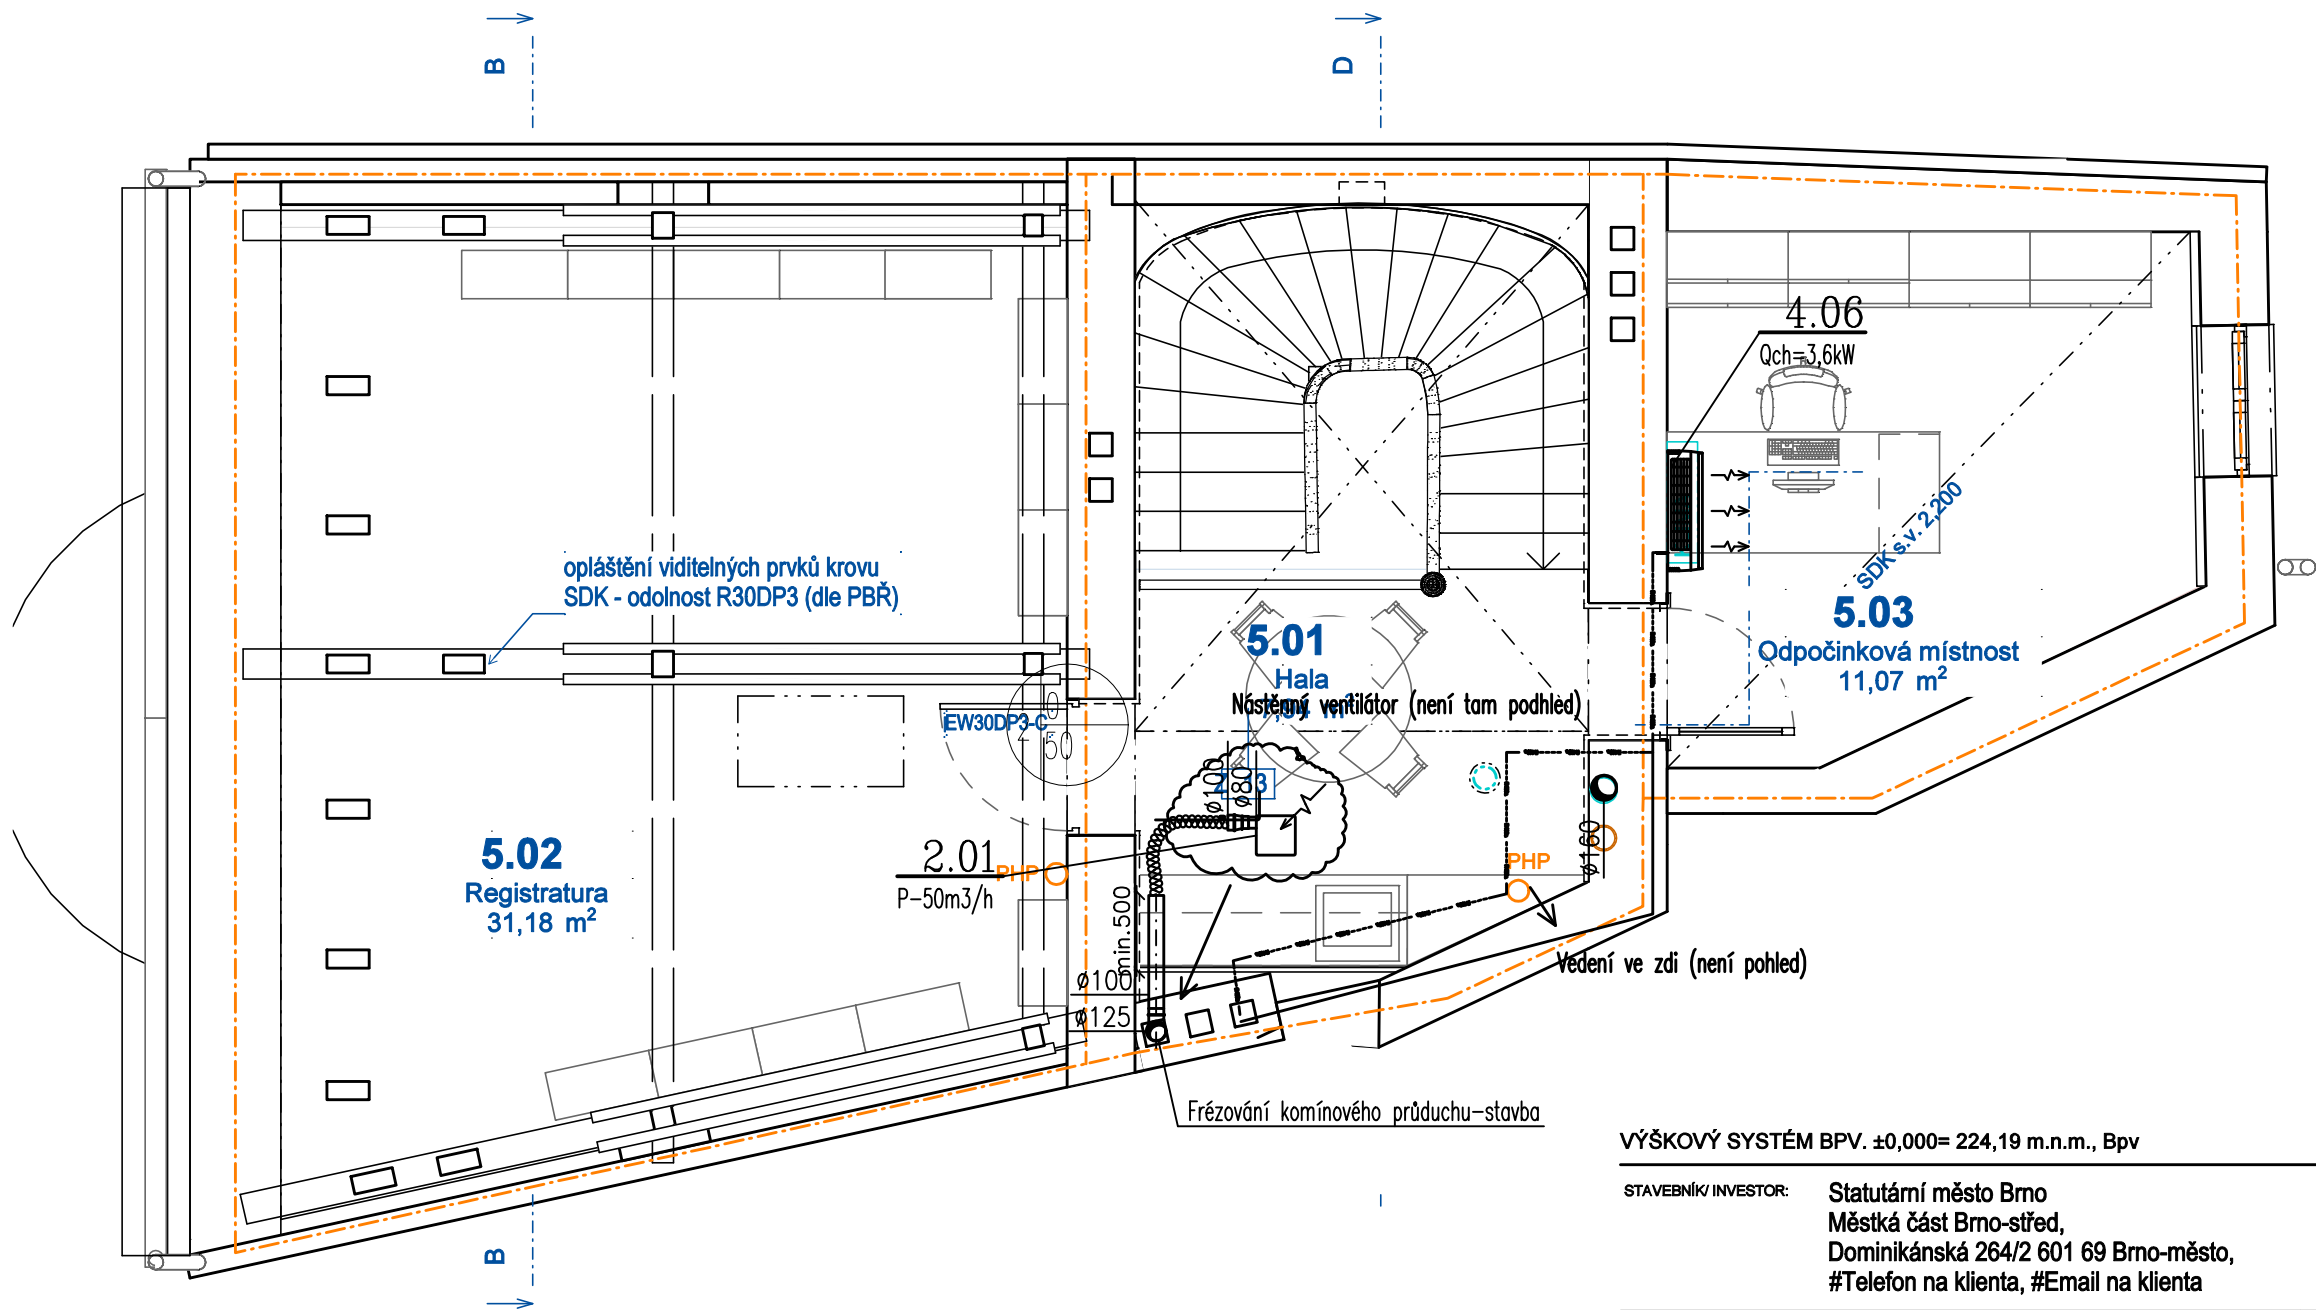 B
D
4.06
Qch=3,6kW
SDK s.v. 2,200
opláštění viditelných prvků krovu
SDK - odolnost R30DP3 (dle PBŘ)
5.01
Hala
5.03
Odpočinková místnost
11,07 m²
Nástěnný ventilátor (není tam podhled)
EW30DP3-C
50
ø100
ø80
5.02
Registratura
31,18 m²
2.01
P-50m3/h
PHP
PHP
ø160
min.500
ø100
ø125
Vedení ve zdi (není pohled)
Frézování komínového průduchu-stavba
VÝŠKOVÝ SYSTÉM BPV. ±0,000= 224,19 m.n.m., Bpv
STAVEBNÍK/ INVESTOR:
Statutární město Brno
Městká část Brno-střed,
Dominikánská 264/2 601 69 Brno-město,
#Telefon na klienta, #Email na klienta
B